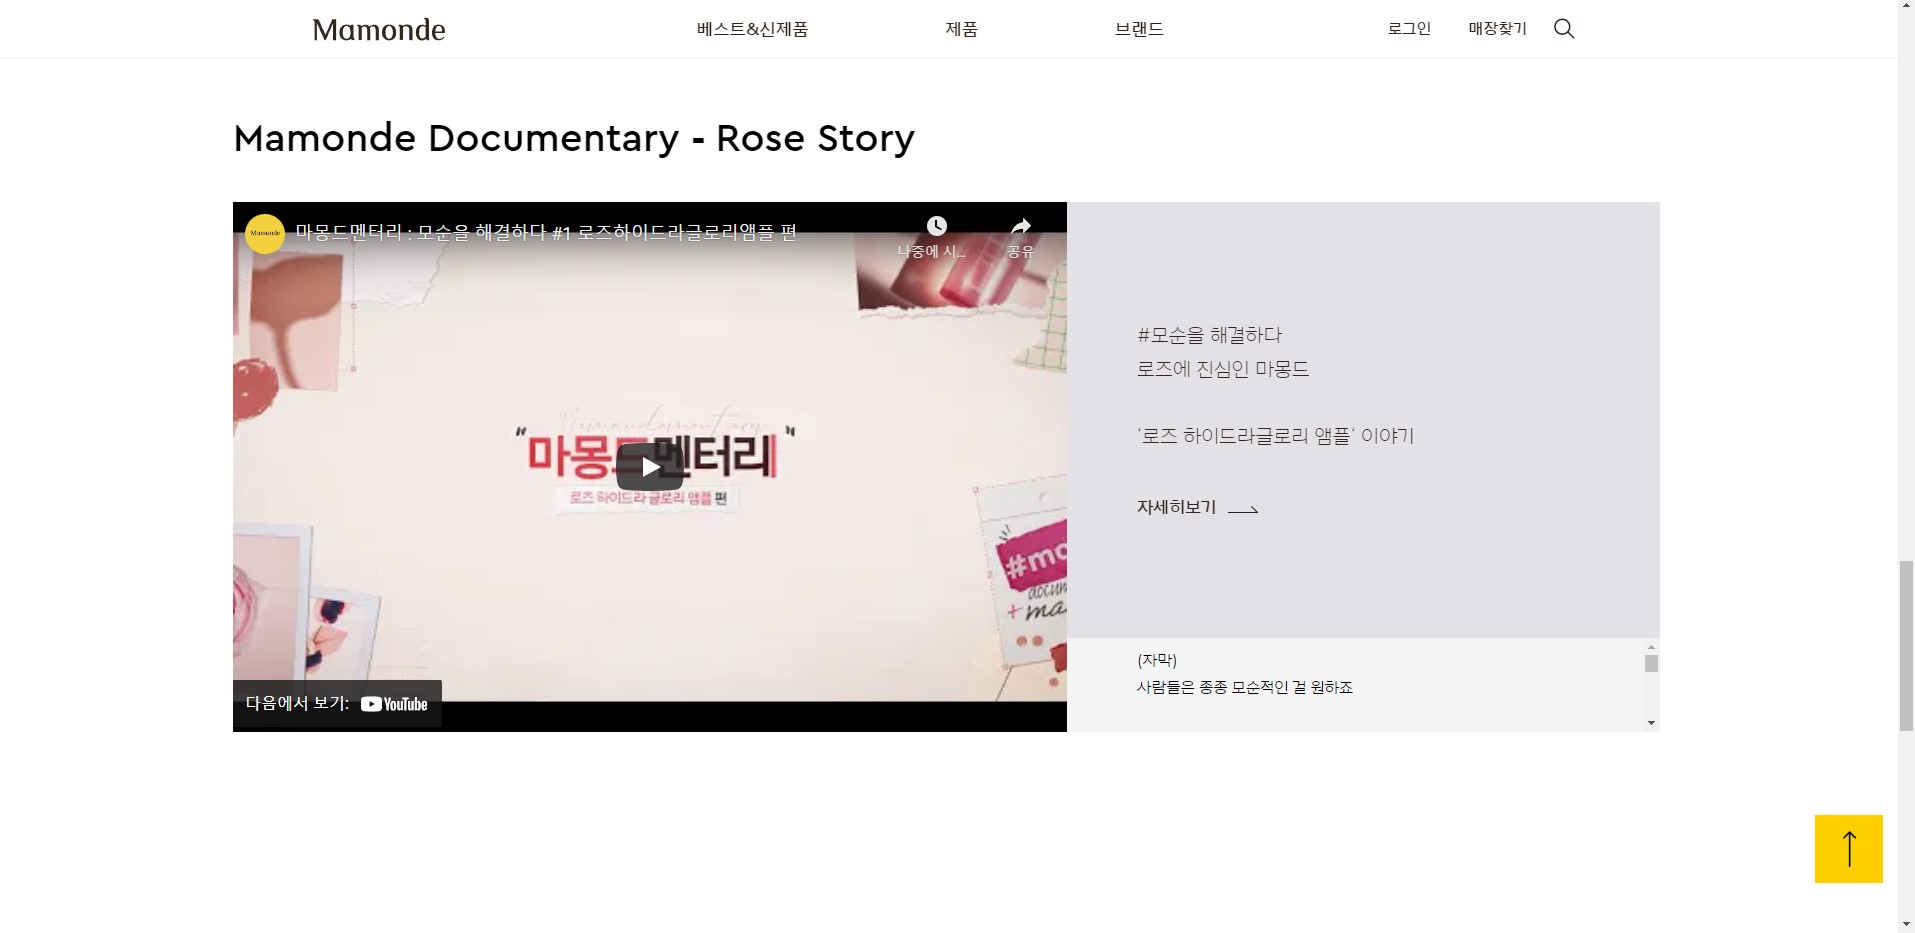 Mamonde
베스트&신제품
제품
브랜드
로그인
매장찾기
Mamonde Documentary - Rose Story
Mamonde
마몽드멘터리 : 모순을 해결하다 #1 로즈하이드라글로리앰플 편
나중에 시...
공유
Mamondementary
"마몽드멘터리"
로즈 하이드라 글로리 앰플 편
다음에서 보기: YouTube
#모순을 해결하다
로즈에 진심인 마몽드
'로즈 하이드라글로리 앰플' 이야기
자세히보기
(자막)
사람들은 종종 모순적인 걸 원하죠